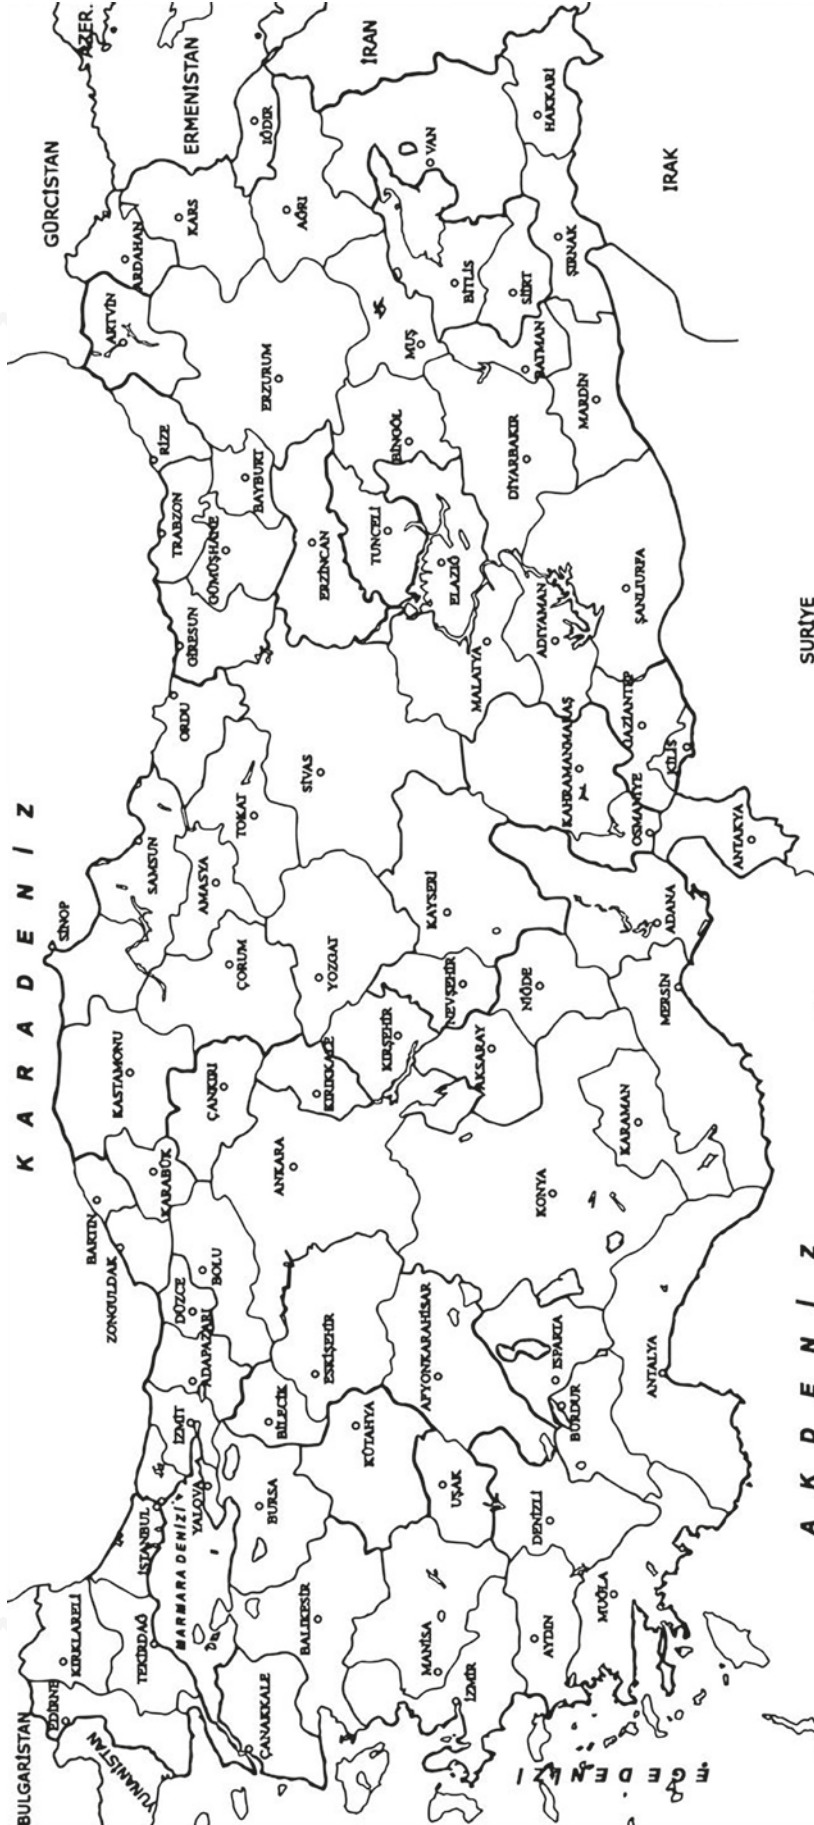 BULGARİSTAN
YUNANİSTAN
EDİRNE
KIRKLARELİ
TEKİRDAĞ
İSTANBUL
MARMARA DENİZİ
ÇANAKKALE
BALIKESİR
BURSA
YALOVA
İZMİT
ADAPAZARI
DÜZCE
BOLU
BİLECİK
ESKİŞEHİR
KÜTAHYA
MANİSA
İZMİR
UŞAK
AFYONKARAHİSAR
AYDIN
DENİZLİ
MUĞLA
BURDUR
ISPARTA
ANTALYA
EGE DENİZİ
AKDENİZ
KARADENİZ
ZONGULDAK
BARTIN
KARABÜK
KASTAMONU
ÇANKIRI
ANKARA
KIRIKKALE
KIRŞEHİR
AKSARAY
KONYA
KARAMAN
MERSİN
NİĞDE
NEVŞEHİR
KAYSERİ
YOZGAT
ÇORUM
SİNOP
SAMSUN
AMASYA
TOKAT
SİVAS
ORDU
GİRESUN
ADANA
OSMANİYE
ANTAKYA
KAHRAMANMARAŞ
KİLİS
GAZİANTEP
MALATYA
ADIYAMAN
ŞANLIURFA
ELAZIĞ
TUNCELİ
ERZİNCAN
GÜMÜŞHANE
TRABZON
BAYBURT
RİZE
ARTVİN
ARDAHAN
KARS
ERZURUM
BİNGÖL
MUŞ
DİYARBAKIR
BATMAN
MARDİN
SİİRT
BİTLİS
ŞIRNAK
HAKKARİ
VAN
D
AĞRI
IĞDIR
GÜRCİSTAN
ERMENİSTAN
AZER.
İRAN
IRAK
SURİYE